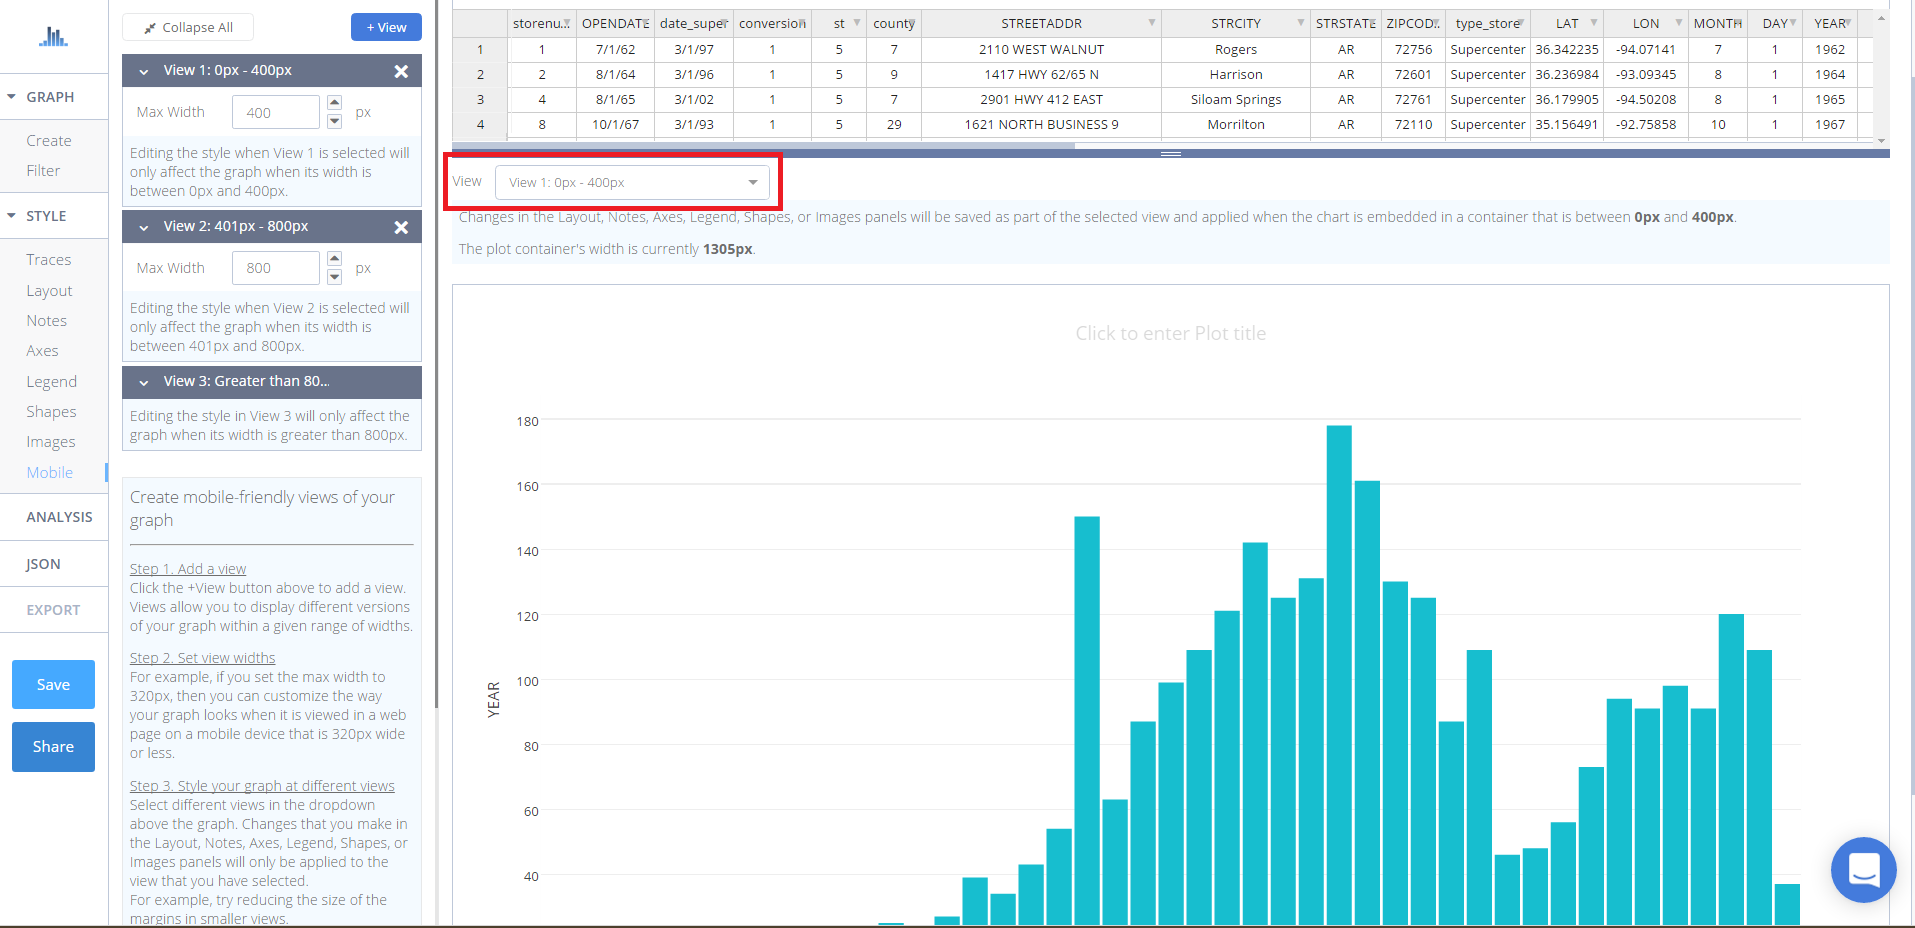 Collapse All
+ View
View 1: 0px - 400px
Max Width 400 px
Editing the style when View 1 is selected will
only affect the graph when its width is
between 0px and 400px.
View 2: 401px - 800px
Max Width 800 px
Editing the style when View 2 is selected will
only affect the graph when its width is
between 401px and 800px.
View 3: Greater than 80...
Editing the style in View 3 will only affect the
graph when its width is greater than 800px.
Create mobile-friendly views of your
graph
Step 1. Add a view
Click the +View button above to add a view.
Views allow you to display different versions
of your graph within a given range of widths.
Step 2. Set view widths
For example, if you set the max width to
320px, then you can customize the way
your graph looks when it is viewed in a web
page on a mobile device that is 320px wide
or less.
Step 3. Style your graph at different views
Select different views in the dropdown
above the graph. Changes that you make in
the Layout, Notes, Axes, Legend, Shapes, or
Images panels will only be applied to the
view that you have selected.
For example, try reducing the size of the
margins in smaller views.
GRAPH
Create
Filter
STYLE
Traces
Layout
Notes
Axes
Legend
Shapes
Images
Mobile
ANALYSIS
JSON
EXPORT
Save
Share
storenu... OPENDATE date_super conversion st county STREETADDR STRCITY STRSTATE ZIPCOD... type_store LAT LON MONTH DAY YEAR
1 1 7/1/62 3/1/97 1 5 7 2110 WEST WALNUT Rogers AR 72756 Supercenter 36.342235 -94.07141 7 1 1962
2 2 8/1/64 3/1/96 1 5 9 1417 HWY 62/65 N Harrison AR 72601 Supercenter 36.236984 -93.09345 8 1 1964
3 4 8/1/65 3/1/02 1 5 7 2901 HWY 412 EAST Siloam Springs AR 72761 Supercenter 36.179905 -94.50208 8 1 1965
4 8 10/1/67 3/1/93 1 5 29 1621 NORTH BUSINESS 9 Morrilton AR 72110 Supercenter 35.156491 -92.75858 10 1 1967
View View 1: 0px - 400px
Changes in the Layout, Notes, Axes, Legend, Shapes, or Images panels will be saved as part of the selected view and applied when the chart is embedded in a container that is between 0px and 400px.
The plot container's width is currently 1305px.
Click to enter Plot title
180
160
140
120
100
80
60
40
YEAR